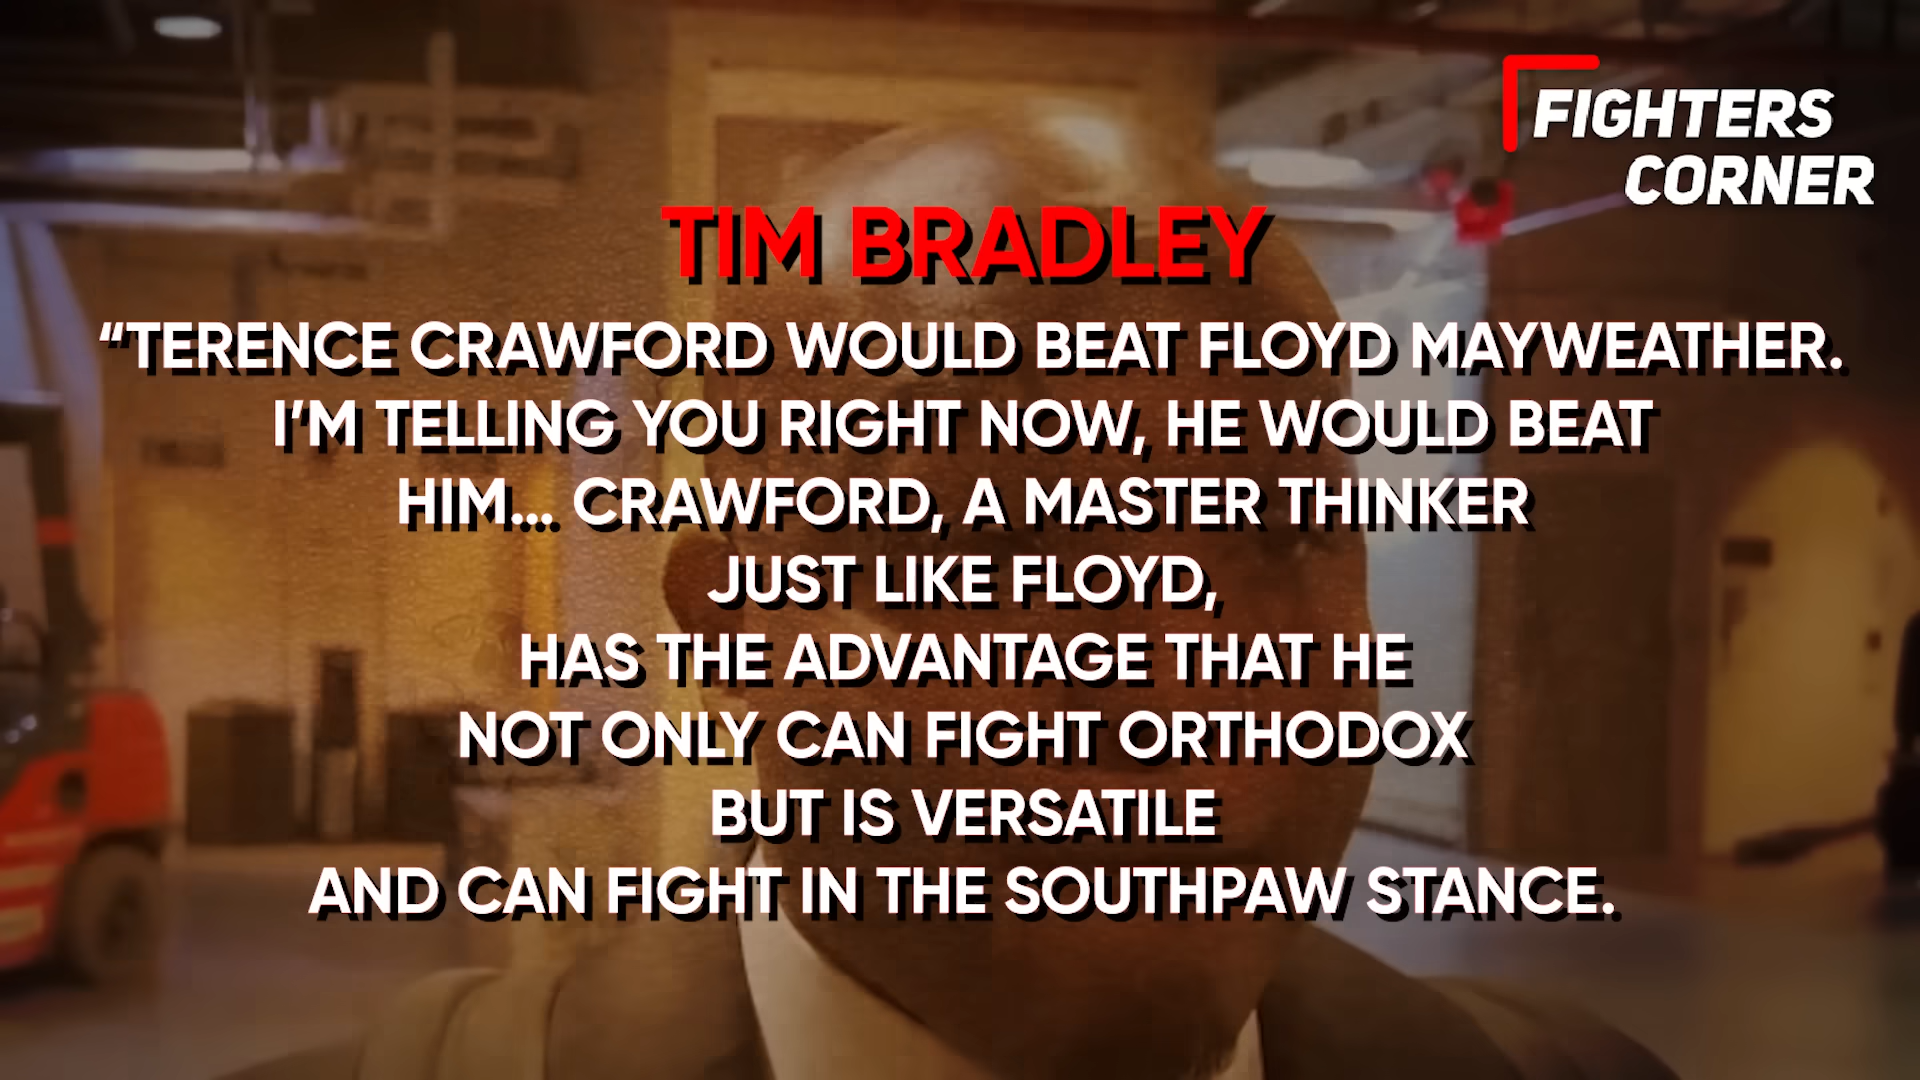 FIGHTERS
CORNER
TIM BRADLEY
“TERENCE CRAWFORD WOULD BEAT FLOYD MAYWEATHER.
I’M TELLING YOU RIGHT NOW, HE WOULD BEAT
HIM... CRAWFORD, A MASTER THINKER
JUST LIKE FLOYD,
HAS THE ADVANTAGE THAT HE
NOT ONLY CAN FIGHT ORTHODOX
BUT IS VERSATILE
AND CAN FIGHT IN THE SOUTHPAW STANCE.